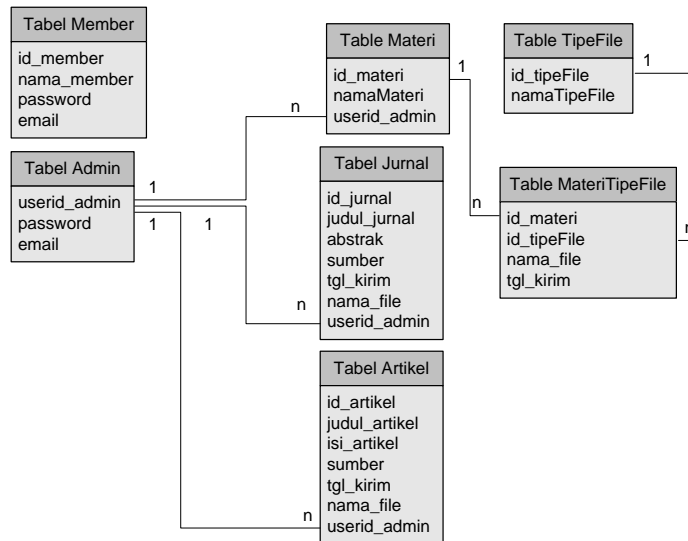 Tabel Member
id_member
nama_member
password
email
Tabel Admin
userid_admin
password
email
1
1
1
n
n
n
Table Materi
id_materi
namaMateri
userid_admin
1
n
Tabel Jurnal
id_jurnal
judul_jurnal
abstrak
sumber
tgl_kirim
nama_file
userid_admin
Tabel Artikel
id_artikel
judul_artikel
isi_artikel
sumber
tgl_kirim
nama_file
userid_admin
Table TipeFile
id_tipeFile
namaTipeFile
1
Table MateriTipeFile
id_materi
id_tipeFile
nama_file
tgl_kirim
n